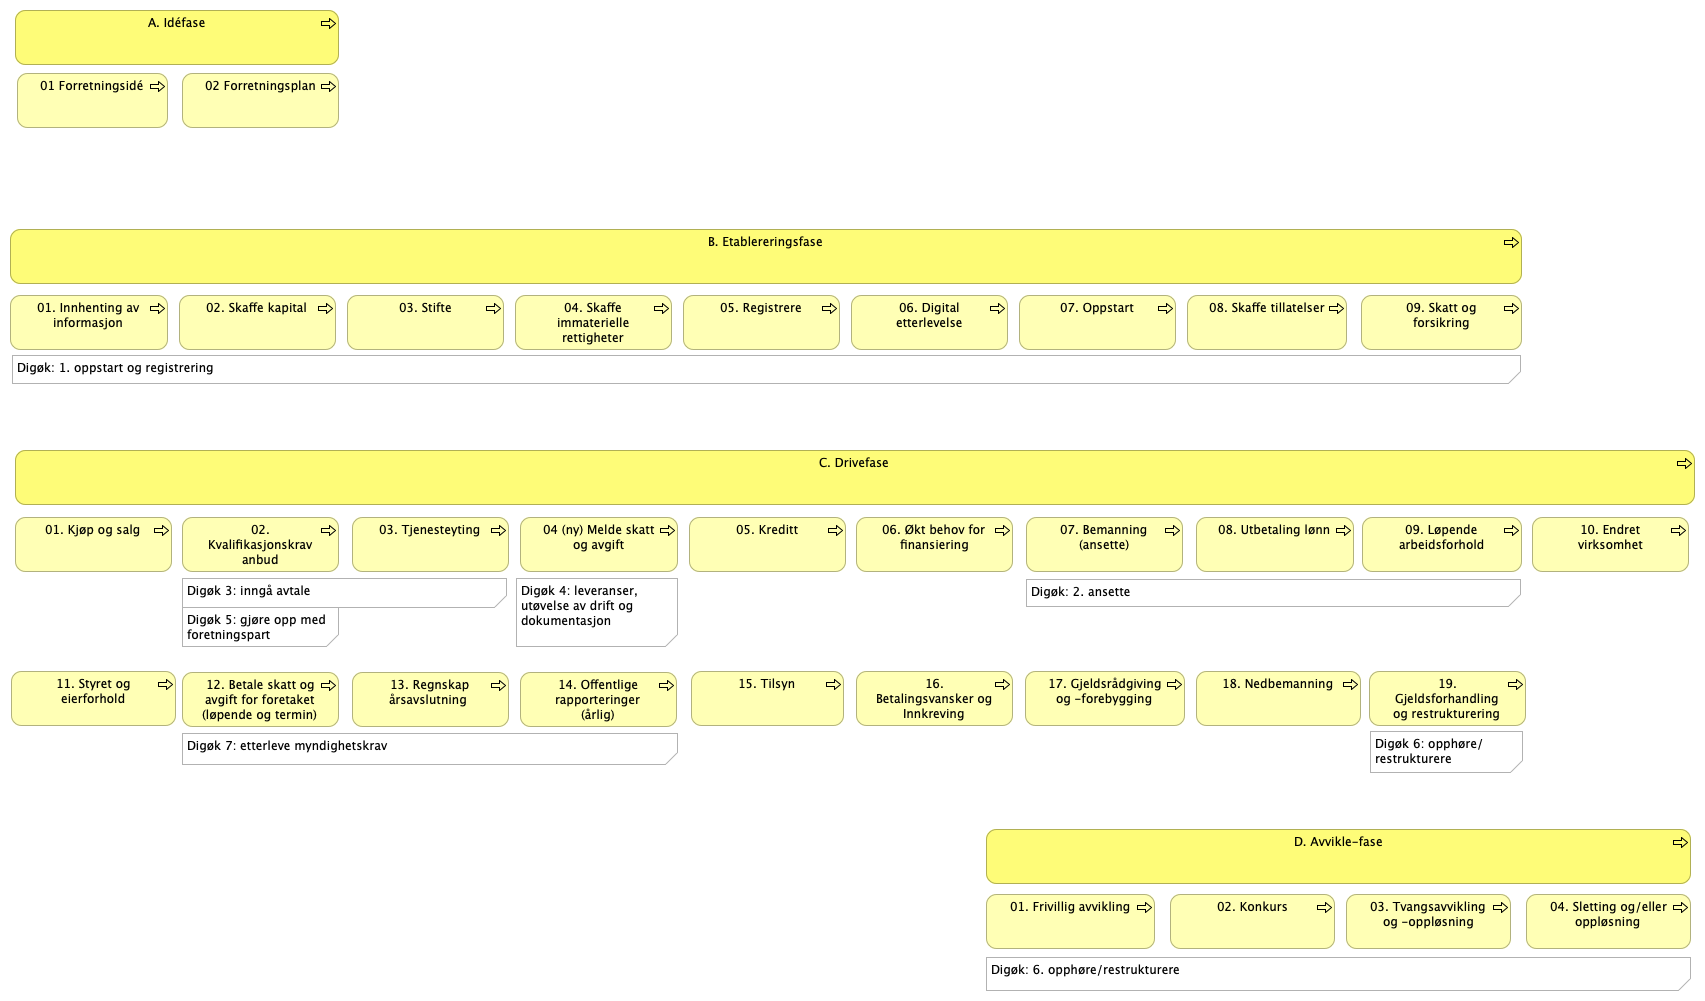 A. Idéfase
01 Forretningsidé
02 Forretningsplan
B. Etablereringsfase
01. Innhenting av
informasjon
02. Skaffe kapital
03. Stifte
04. Skaffe
immaterielle
rettigheter
05. Registrere
06. Digital
etterlevelse
07. Oppstart
08. Skaffe tillatelser
09. Skatt og
forsikring
Digøk: 1. oppstart og registrering
C. Drivefase
01. Kjøp og salg
02.
Kvalifikasjonskrav
anbud
03. Tjenesteyting
04 (ny) Melde skatt
og avgift
05. Kreditt
06. Økt behov for
finansiering
07. Bemanning
(ansette)
08. Utbetaling lønn
09. Løpende
arbeidsforhold
10. Endret
virksomhet
Digøk 3: inngå avtale
Digøk 5: gjøre opp med
foretningspart
Digøk 4: leveranser,
utøvelse av drift og
dokumentasjon
Digøk: 2. ansette
11. Styret og
eierforhold
12. Betale skatt og
avgift for foretaket
(løpende og termin)
13. Regnskap
årsavslutning
14. Offentlige
rapporteringer
(årlig)
15. Tilsyn
16.
Betalingsvansker og
Innkreving
17. Gjeldsrådgiving
og -forebygging
18. Nedbemanning
19.
Gjeldsforhandling
og restrukturering
Digøk 7: etterleve myndighetskrav
Digøk 6: opphøre/
restrukturere
D. Avvikle-fase
01. Frivillig avvikling
02. Konkurs
03. Tvangsavvikling
og -oppløsning
04. Sletting og/eller
oppløsning
Digøk: 6. opphøre/restrukturere